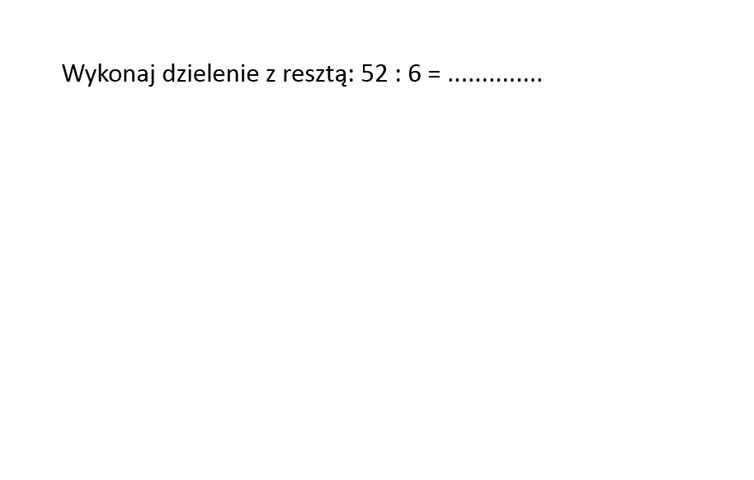 Wykonaj dzielenie z resztą: 52 : 6 = ..............